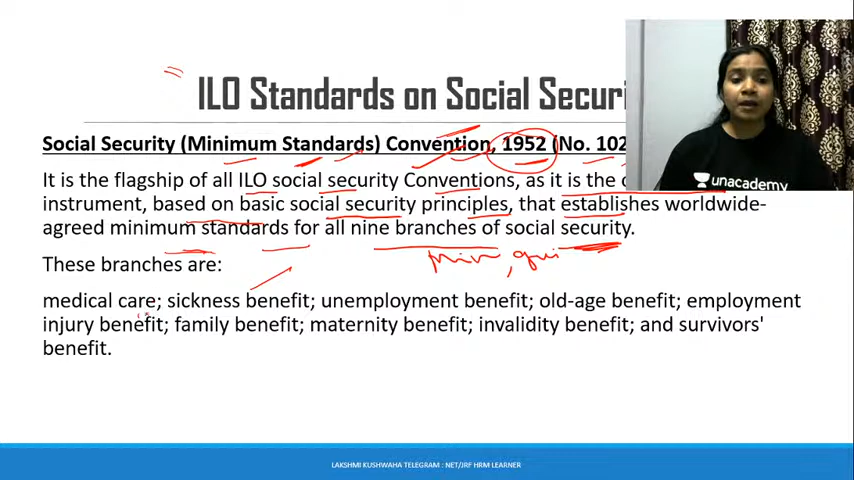 ILO Standards on Social Securi
Social Security (Minimum Standards) Convention, 1952 (No. 102
It is the flagship of all ILO social security Conventions, as it is the
instrument, based on basic social security principles, that establishes worldwide-
agreed minimum standards for all nine branches of social security.
These branches are:
medical care; sickness benefit; unemployment benefit; old-age benefit; employment
injury benefit; family benefit; maternity benefit; invalidity benefit; and survivors'
benefit.
unacademy
LAKSHMI KUSHWAHA TELEGRAM : NET/JRF HRM LEARNER